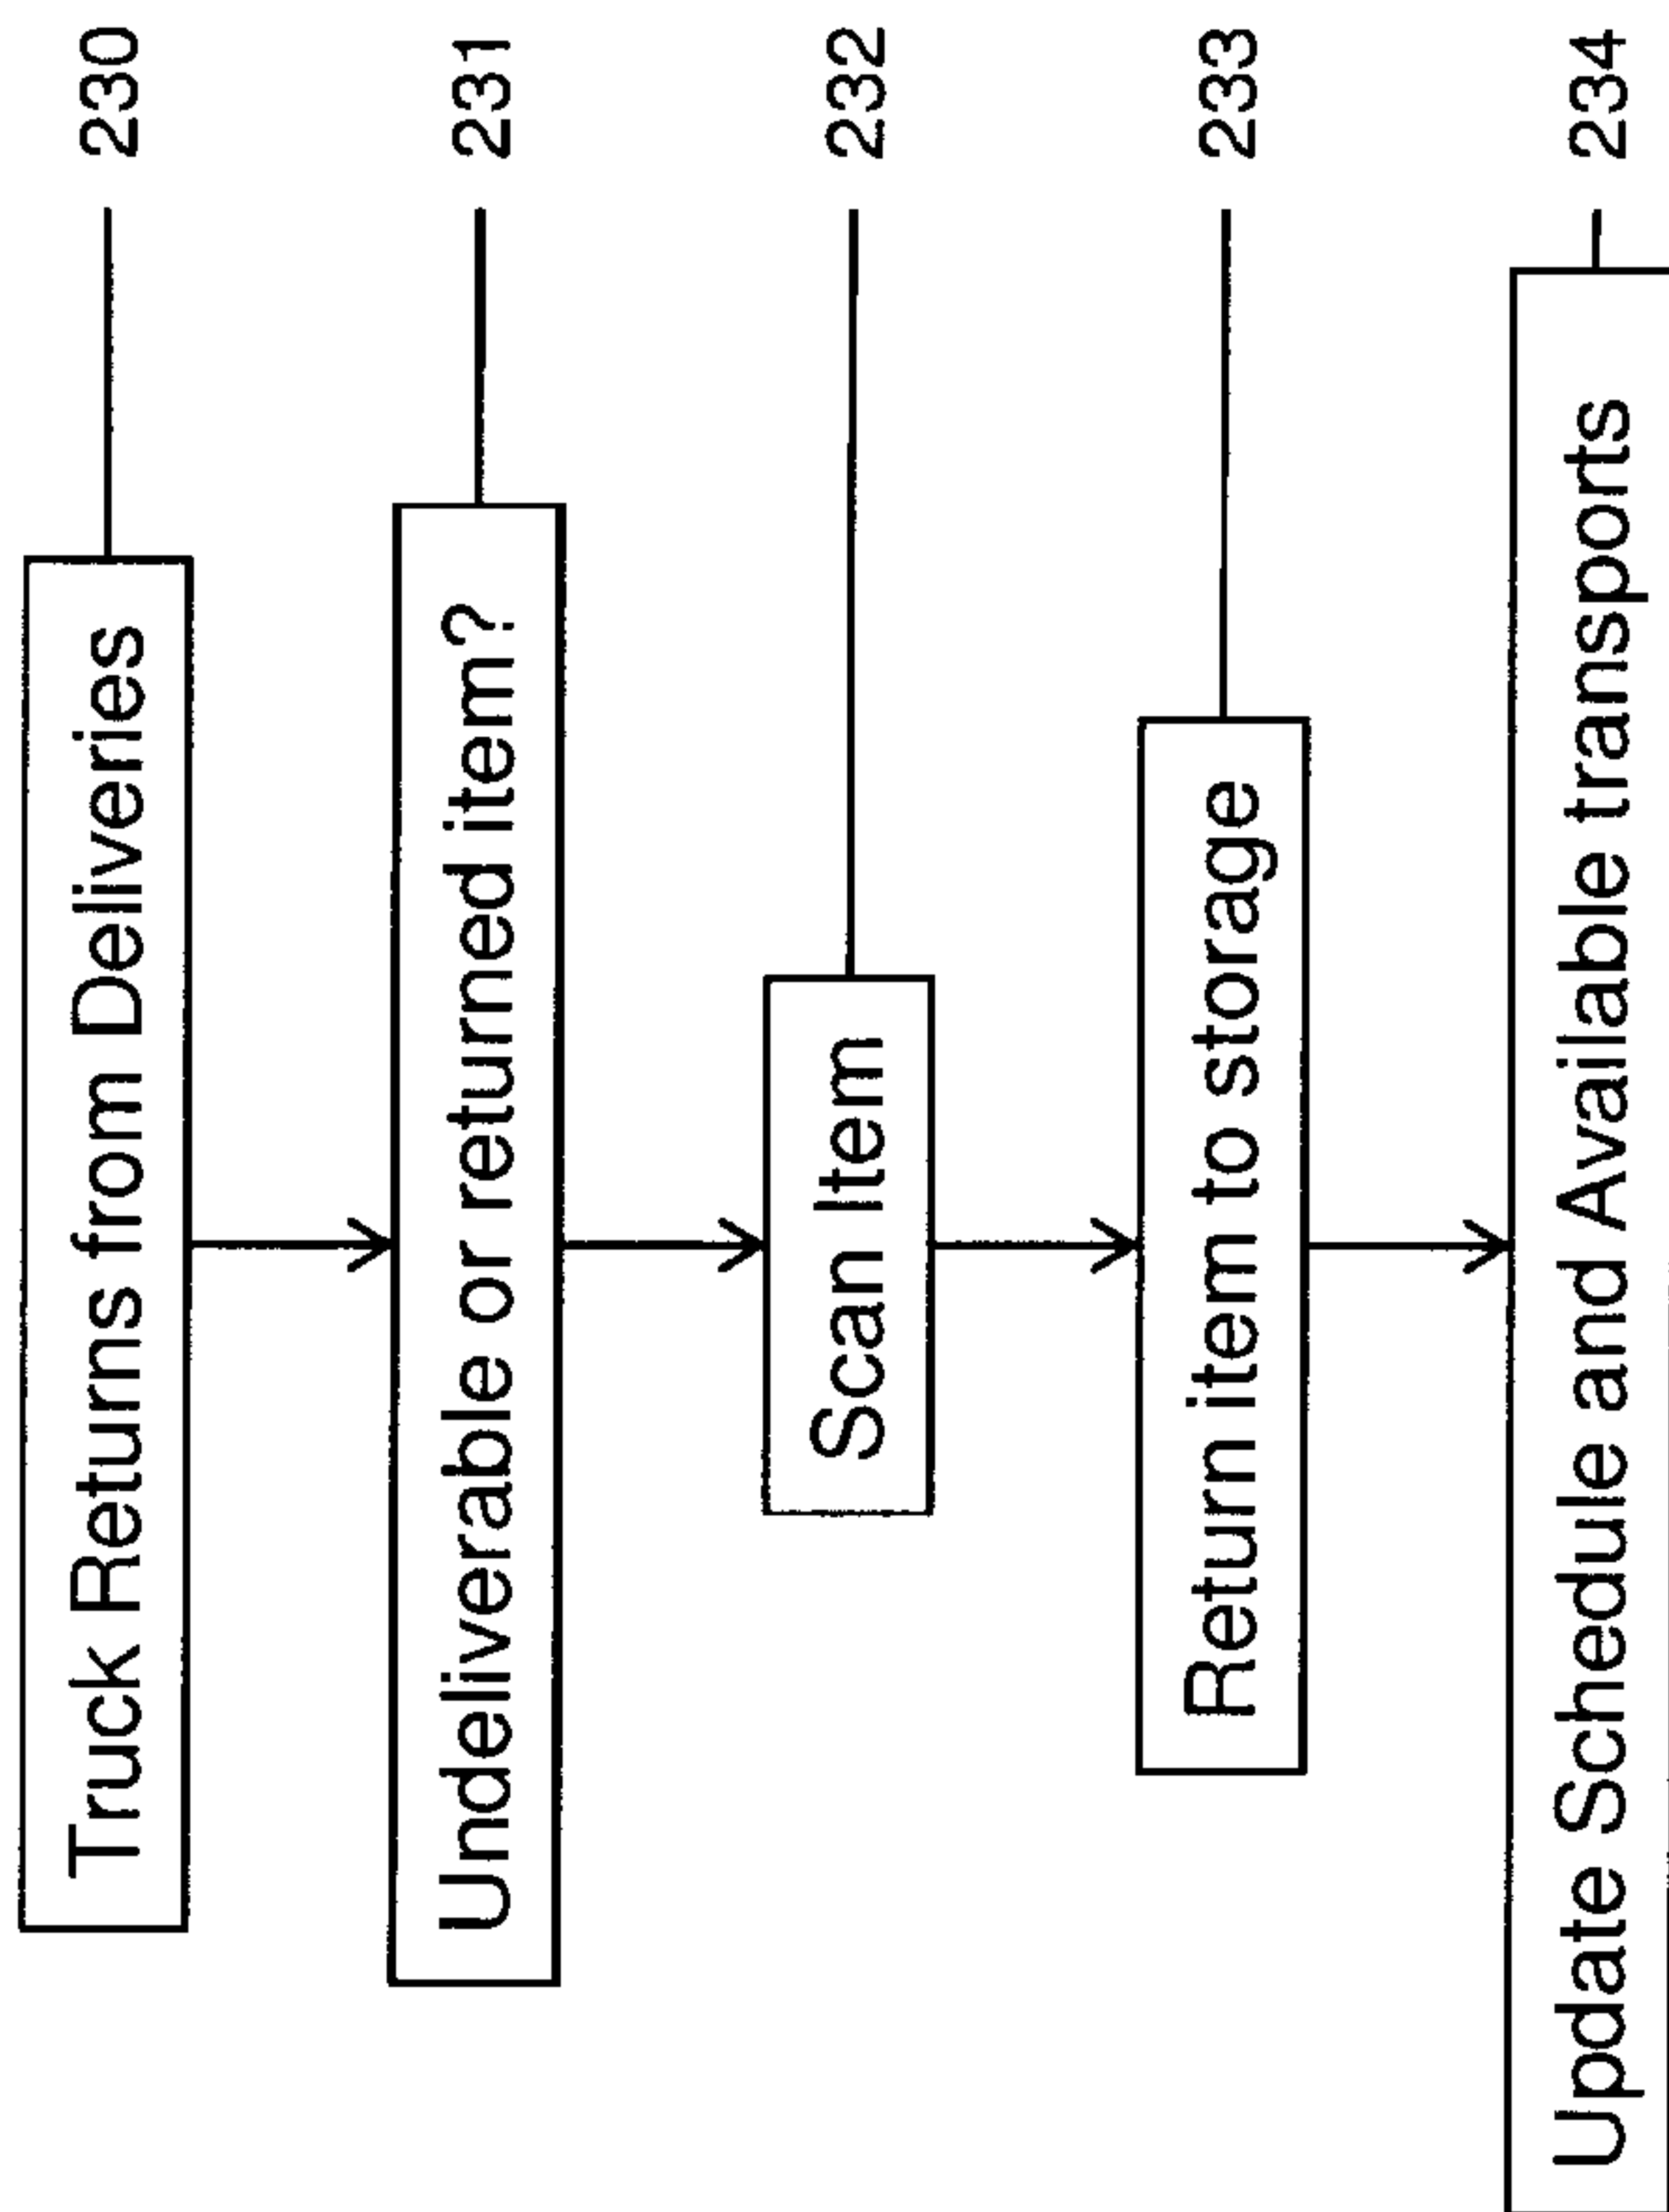 Truck Returns from Deliveries 230
Undeliverable or returned item? 231
Scan Item 232
Return item to storage 233
Update Schedule and Available transports 234